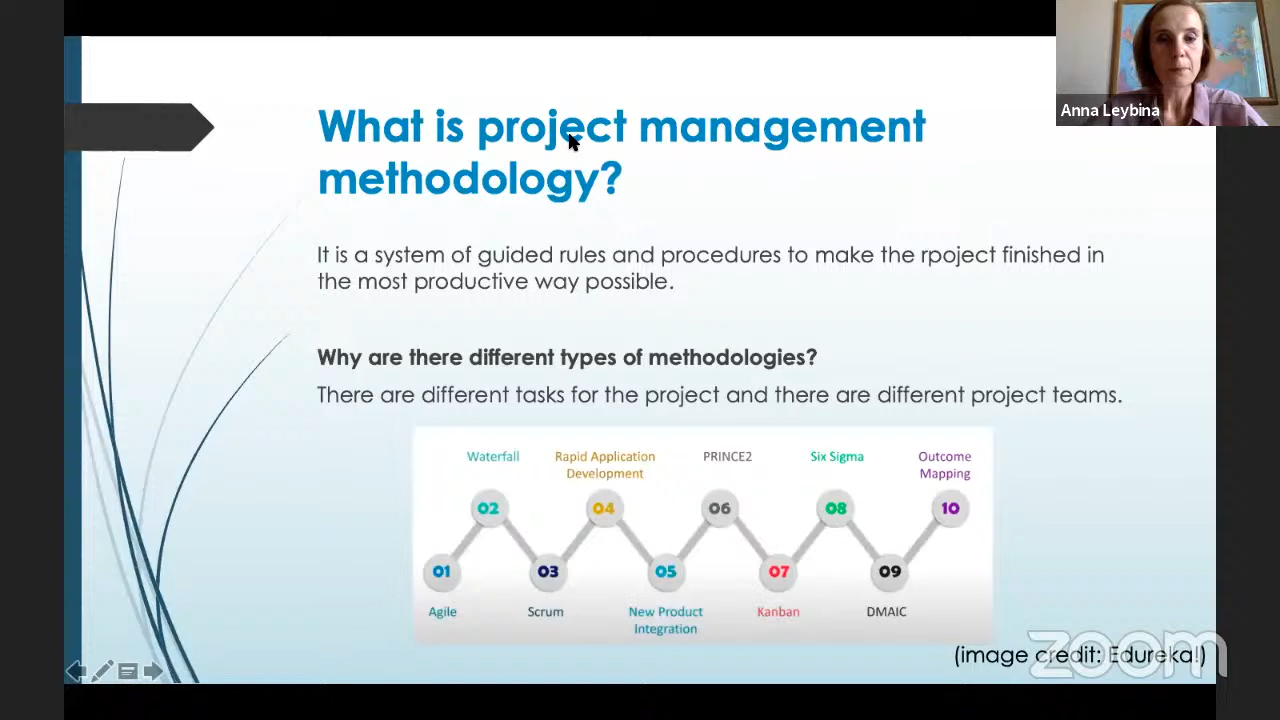 Anna Leybina
What is project management
methodology?
It is a system of guided rules and procedures to make the rpoject finished in
the most productive way possible.
Why are there different types of methodologies?
There are different tasks for the project and there are different project teams.
Waterfall
Rapid Application
Development
PRINCE2
Six Sigma
Outcome
Mapping
02
04
06
08
10
01
03
05
07
09
Agile
Scrum
New Product
Integration
Kanban
DMAIC
(image credit: Edureka!)
zoom